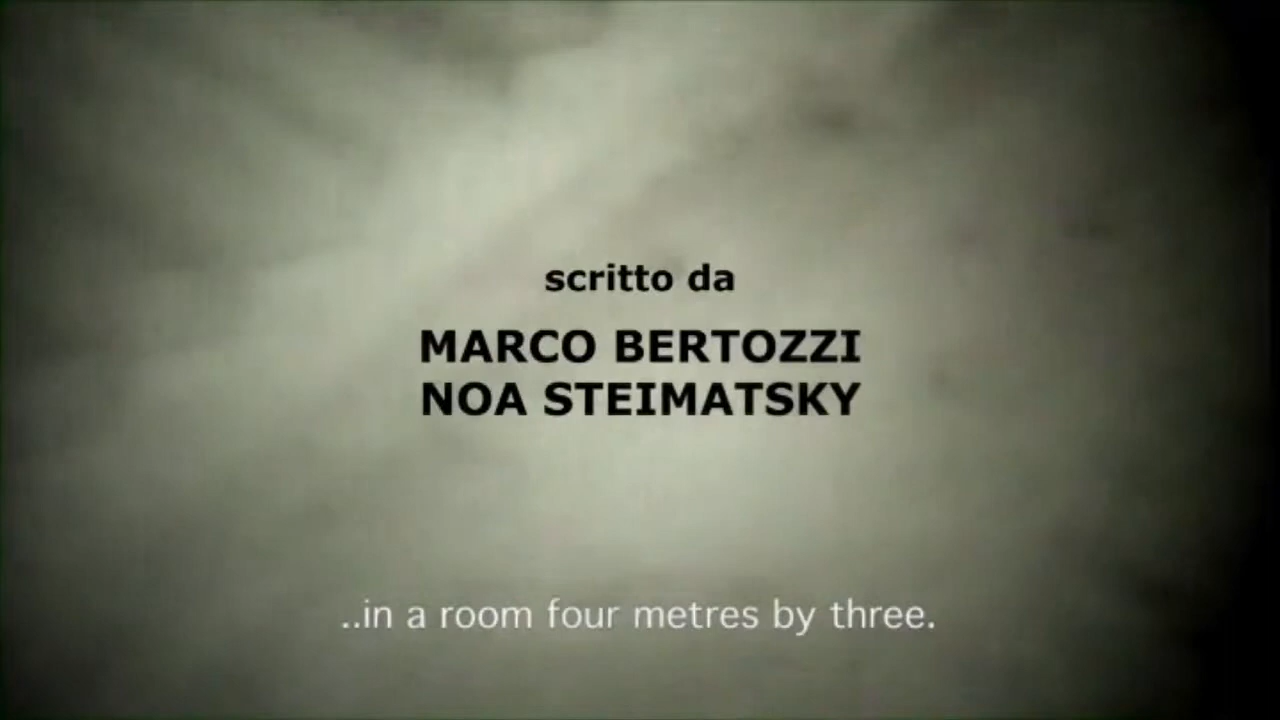 scritto da
MARCO BERTOZZI
NOA STEIMATSKY
..in a room four metres by three.